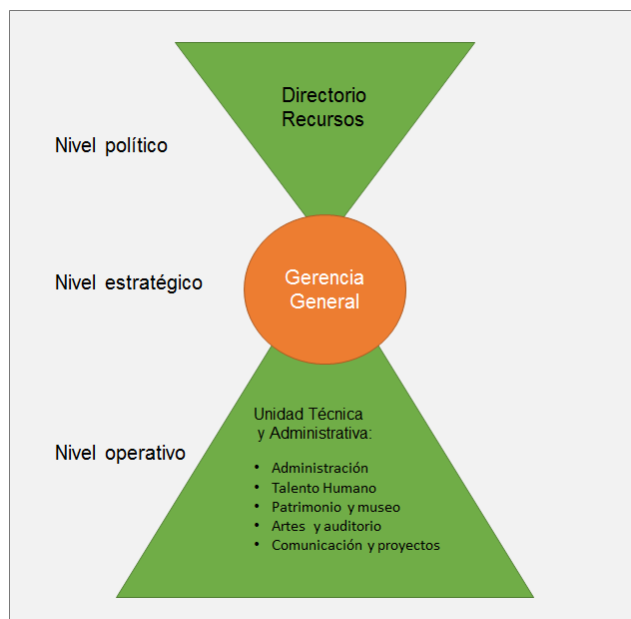 Directorio
Recursos
Nivel político
Nivel estratégico
Gerencia
General
Nivel operativo
Unidad Técnica
y Administrativa:
• Administración
• Talento Humano
• Patrimonio y museo
• Artes y auditorio
• Comunicación y proyectos